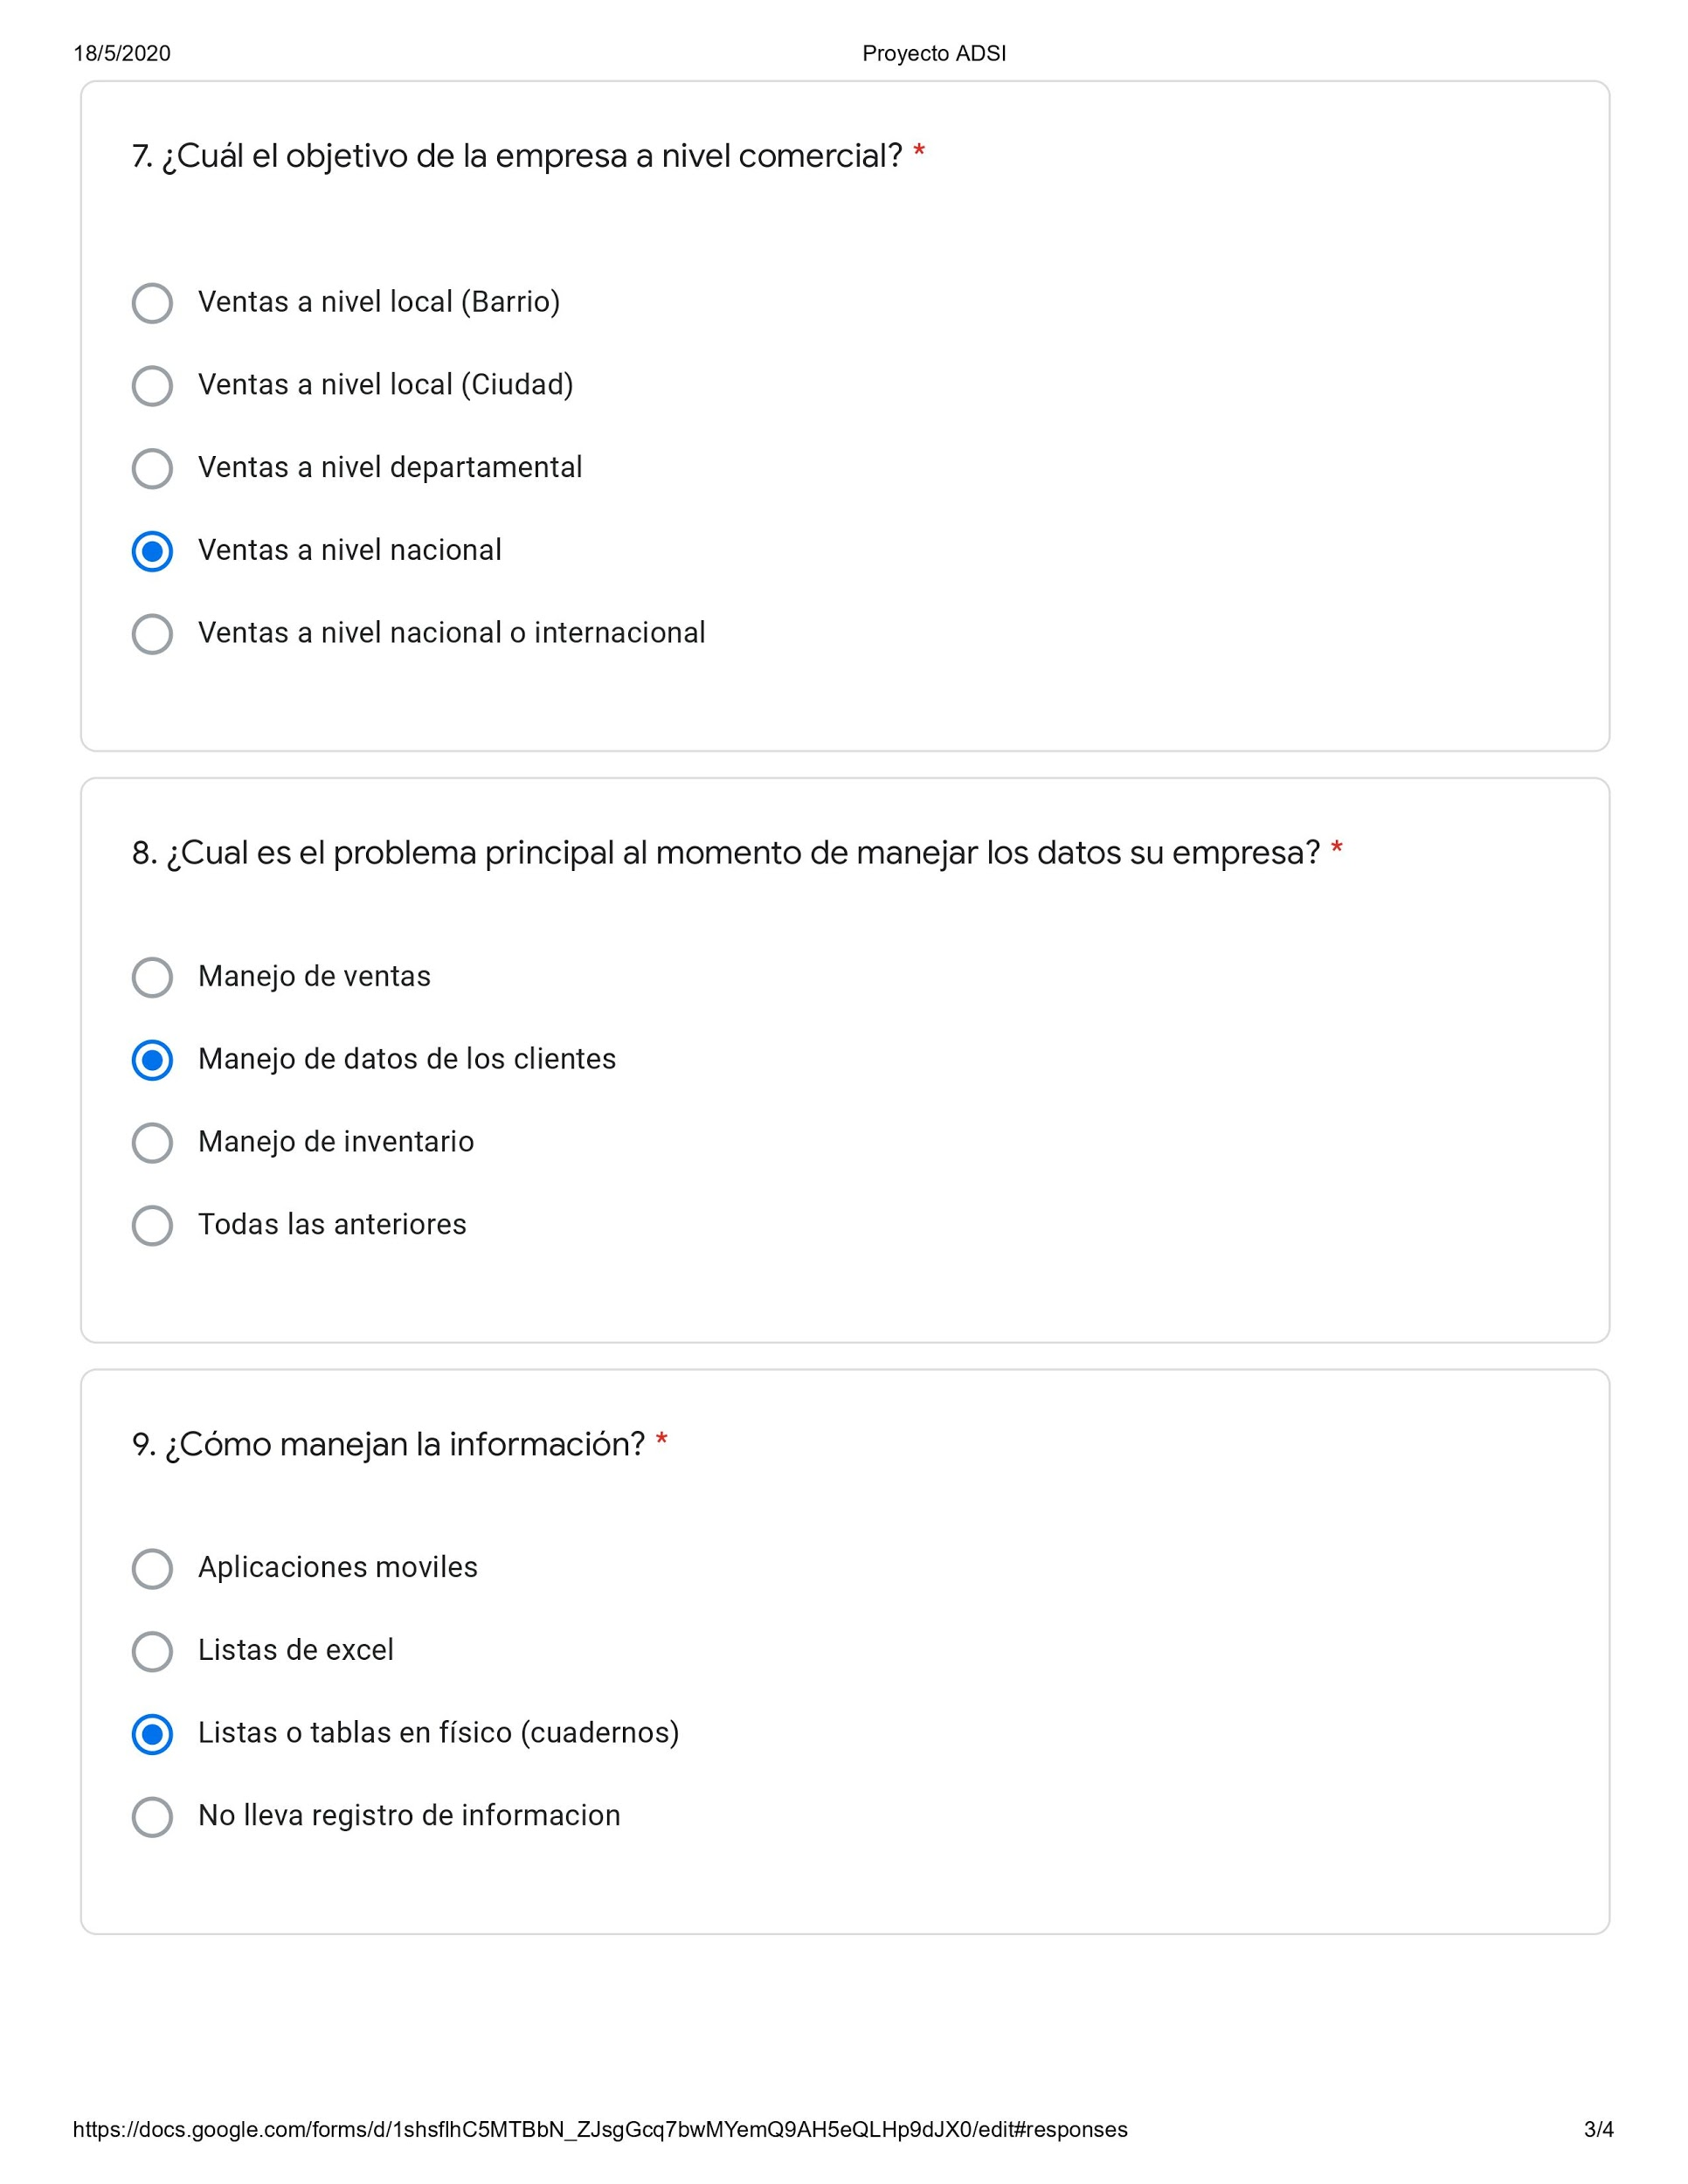 18/5/2020 Proyecto ADSI
7. ¿Cuál el objetivo de la empresa a nivel comercial? *
Ventas a nivel local (Barrio)
Ventas a nivel local (Ciudad)
Ventas a nivel departamental
Ventas a nivel nacional
Ventas a nivel nacional o internacional
8. ¿Cual es el problema principal al momento de manejar los datos su empresa? *
Manejo de ventas
Manejo de datos de los clientes
Manejo de inventario
Todas las anteriores
9. ¿Cómo manejan la información? *
Aplicaciones moviles
Listas de excel
Listas o tablas en físico (cuadernos)
No lleva registro de informacion
https://docs.google.com/forms/d/1shsflhC5MTBbN_ZJsgGcq7bwMYemQ9AH5eQLHp9dJX0/edit#responses 3/4